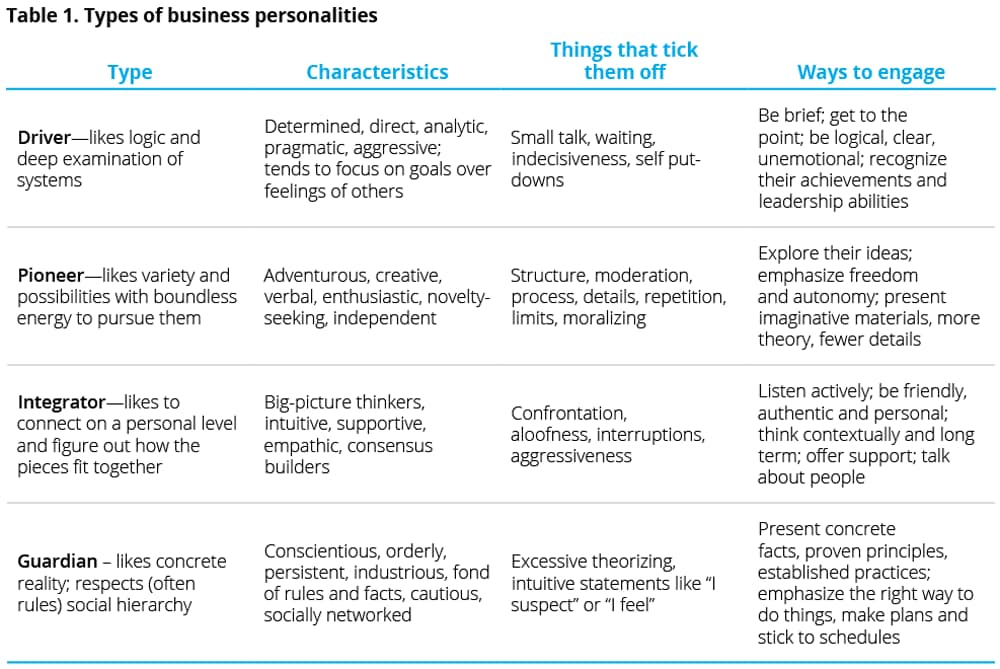 Table 1. Types of business personalities
Type
Characteristics
Things that tick
them off
Ways to engage
Driver—likes logic and
deep examination of
systems
Determined, direct, analytic,
pragmatic, aggressive;
tends to focus on goals over
feelings of others
Small talk, waiting,
indecisiveness, self put-
downs
Be brief; get to the
point; be logical, clear,
unemotional; recognize
their achievements and
leadership abilities
Pioneer—likes variety and
possibilities with boundless
energy to pursue them
Adventurous, creative,
verbal, enthusiastic, novelty-
seeking, independent
Structure, moderation,
process, details, repetition,
limits, moralizing
Explore their ideas;
emphasize freedom
and autonomy; present
imaginative materials, more
theory, fewer details
Integrator—likes to
connect on a personal level
and figure out how the
pieces fit together
Big-picture thinkers,
intuitive, supportive,
empathic, consensus
builders
Confrontation,
aloofness, interruptions,
aggressiveness
Listen actively; be friendly,
authentic and personal;
think contextually and long
term; offer support; talk
about people
Guardian – likes concrete
reality; respects (often
rules) social hierarchy
Conscientious, orderly,
persistent, industrious, fond
of rules and facts, cautious,
socially networked
Excessive theorizing,
intuitive statements like “I
suspect” or “I feel”
Present concrete
facts, proven principles,
established practices;
emphasize the right way to
do things, make plans and
stick to schedules